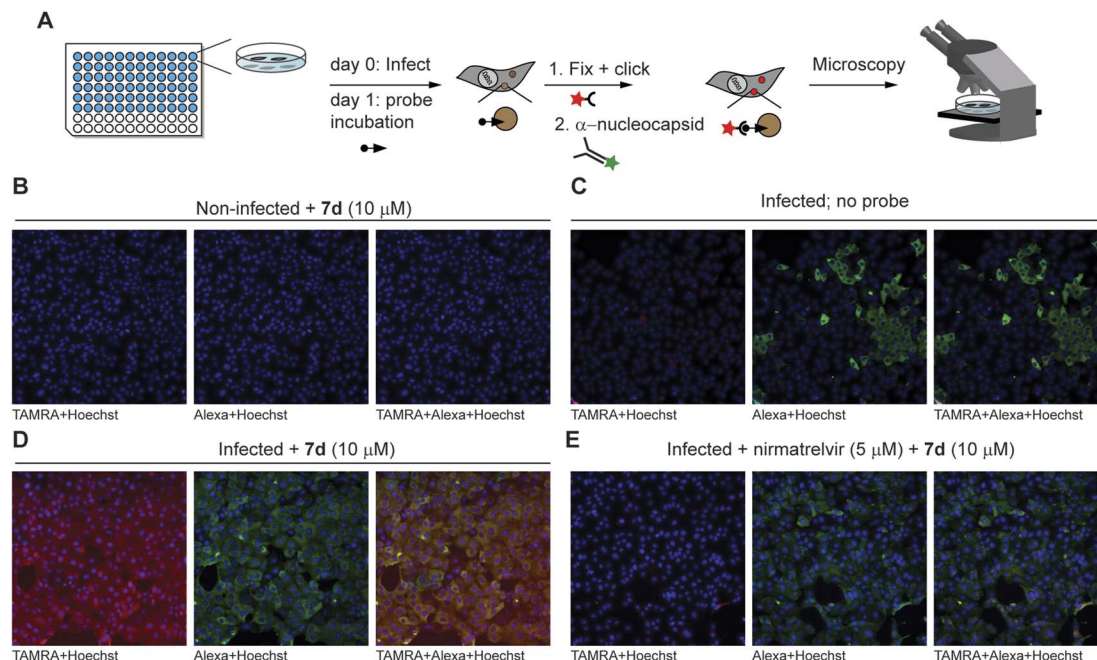 A
day 0: Infect
day 1: probe
incubation
1. Fix + click
2. α–nucleocapsid
Microscopy
B
Non-infected + 7d (10 μM)
TAMRA+Hoechst
Alexa+Hoechst
TAMRA+Alexa+Hoechst
C
Infected; no probe
TAMRA+Hoechst
Alexa+Hoechst
TAMRA+Alexa+Hoechst
D
Infected + 7d (10 μM)
TAMRA+Hoechst
Alexa+Hoechst
TAMRA+Alexa+Hoechst
E
Infected + nirmatrelvir (5 μM) + 7d (10 μM)
TAMRA+Hoechst
Alexa+Hoechst
TAMRA+Alexa+Hoechst